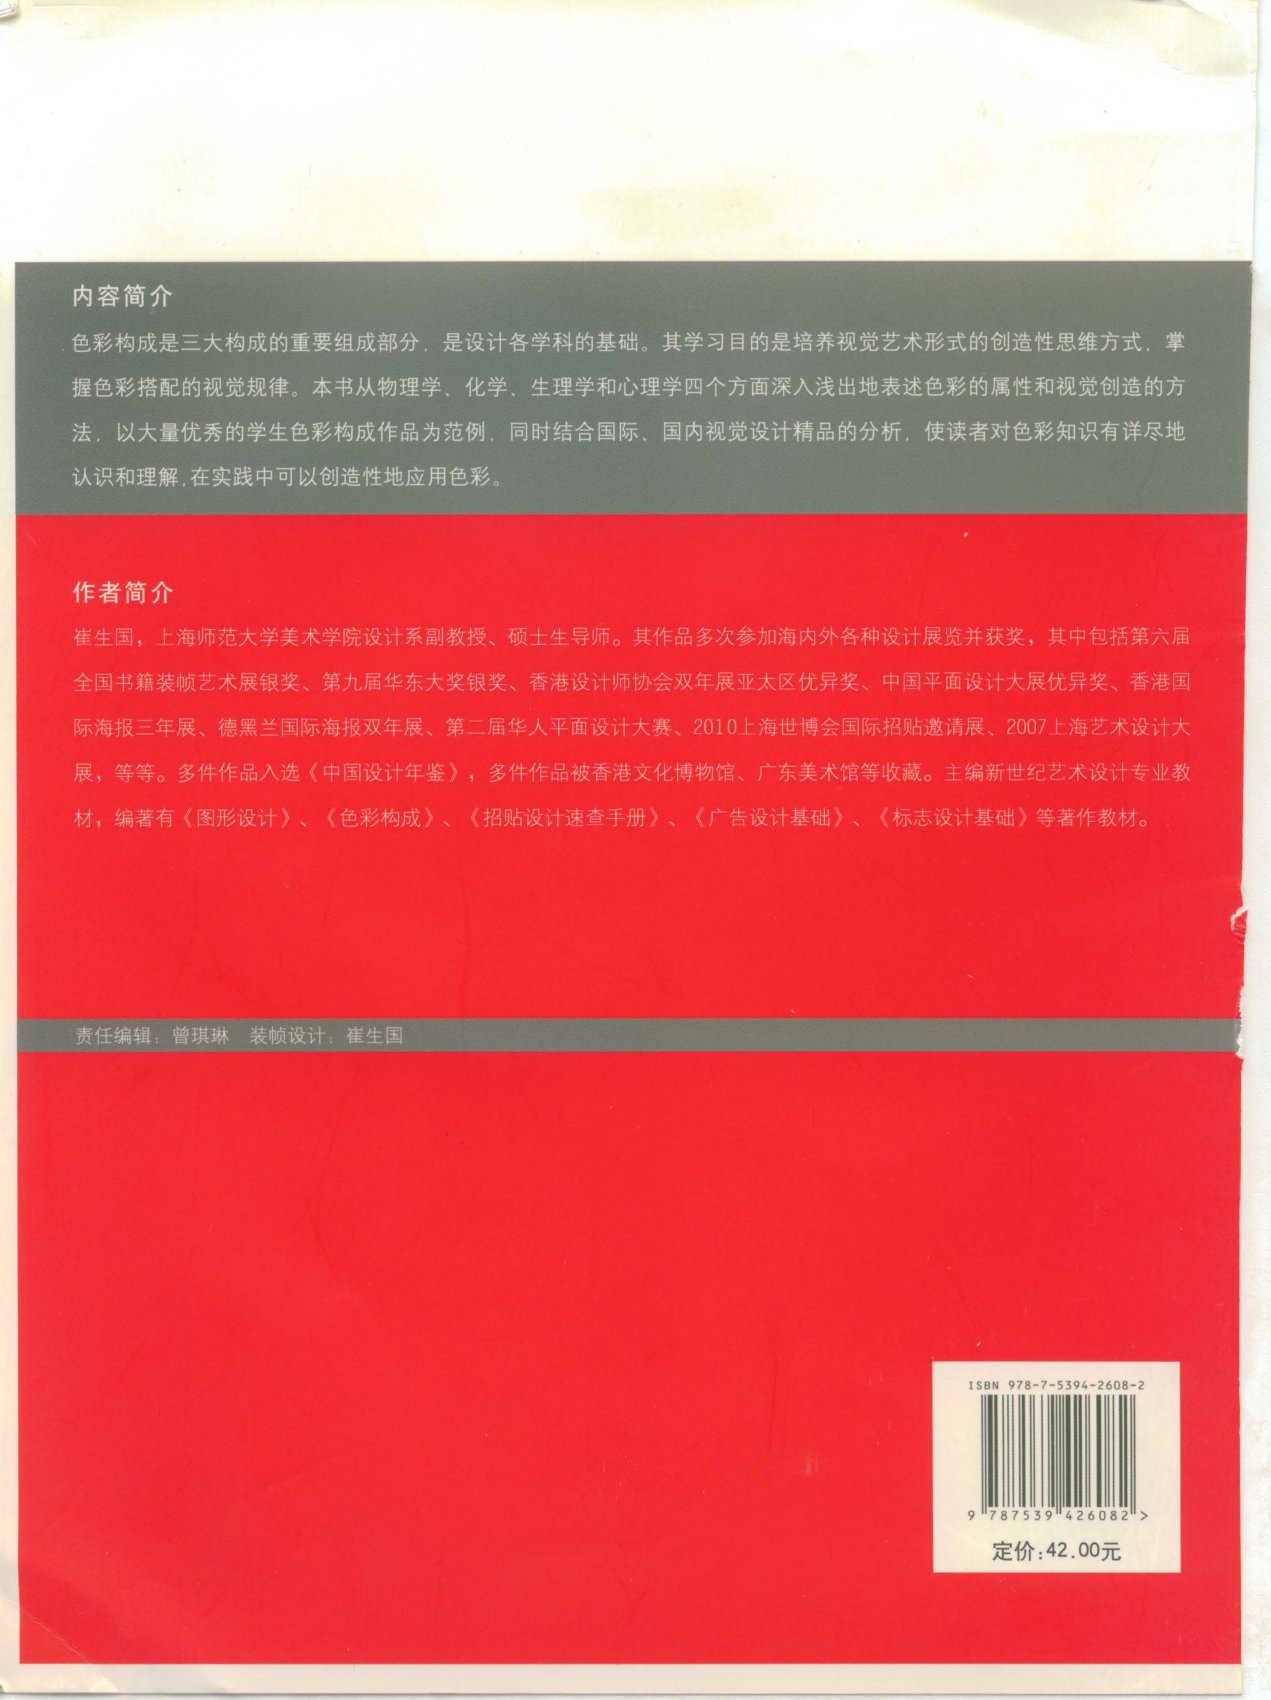 内容简介
色彩构成是三大构成的重要组成部分，是设计各学科的基础。其学习目的是培养视觉艺术形式的创造性思维方式，掌
握色彩搭配的视觉规律。本书从物理学、化学、生理学和心理学四个方面深入浅出地表述色彩的属性和视觉创造的方
法，以大量优秀的学生色彩构成作品为范例，同时结合国际、国内视觉设计精品的分析，使读者对色彩知识有详尽地
认识和理解，在实践中可以创造性地应用色彩。
作者简介
崔生国，上海师范大学美术学院设计系副教授、硕士生导师。其作品多次参加海内外各种设计展览并获奖，其中包括第六届
全国书籍装帧艺术展银奖、第九届华东大奖银奖、香港设计师协会双年展亚太区优异奖、中国平面设计大展优异奖、香港国
际海报三年展、德黑兰国际海报双年展、第二届华人平面设计大赛、2010上海世博会国际招贴邀请展、2007上海艺术设计大
展，等等。多件作品入选《中国设计年鉴》，多件作品被香港文化博物馆、广东美术馆等收藏。主编新世纪艺术设计专业教
材，编著有《图形设计》、《色彩构成》、《招贴设计速查手册》、《广告设计基础》、《标志设计基础》等著作教材。
责任编辑：曾琪琳　装帧设计：崔生国
ISBN 978-7-5394-2608-2
9 787539 426082 >
定价：42.00元